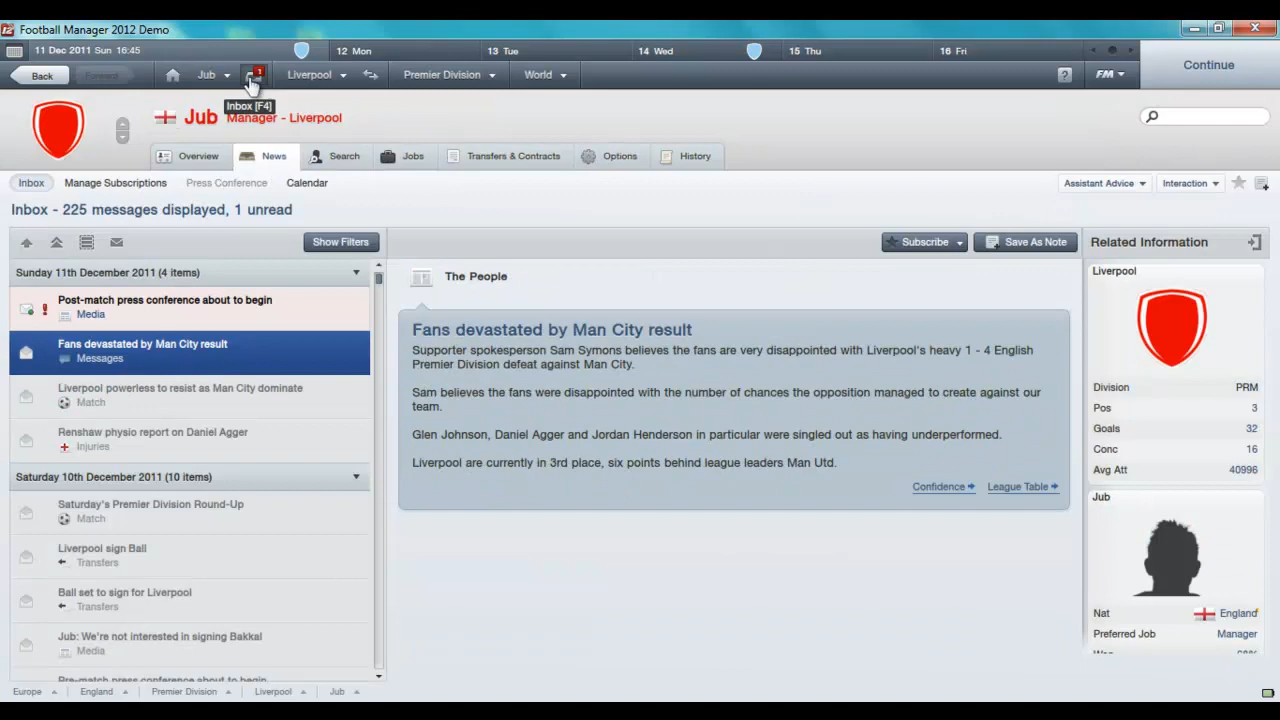 Football Manager 2012 Demo
11 Dec 2011 Sun 16:45
12 Mon
13 Tue
14 Wed
15 Thu
16 Fri
Continue
Back
Forward
Jub
1
Liverpool
Premier Division
World
?
FM
Inbox [F4]
Jub Manager - Liverpool
Overview
News
Search
Jobs
Transfers & Contracts
Options
History
Inbox
Manage Subscriptions
Press Conference
Calendar
Assistant Advice
Interaction
Inbox - 225 messages displayed, 1 unread
Show Filters
Subscribe
Save As Note
Related Information
Sunday 11th December 2011 (4 items)
Post-match press conference about to begin
Media
Fans devastated by Man City result
Messages
Liverpool powerless to resist as Man City dominate
Match
Renshaw physio report on Daniel Agger
Injuries
Saturday 10th December 2011 (10 items)
Saturday's Premier Division Round-Up
Match
Liverpool sign Ball
Transfers
Ball set to sign for Liverpool
Transfers
Jub: We're not interested in signing Bakkal
Media
Pre-match press conference about to begin
The People
Fans devastated by Man City result
Supporter spokesperson Sam Symons believes the fans are very disappointed with Liverpool's heavy 1 - 4 English
Premier Division defeat against Man City.
Sam believes the fans were disappointed with the number of chances the opposition managed to create against our
team.
Glen Johnson, Daniel Agger and Jordan Henderson in particular were singled out as having underperformed.
Liverpool are currently in 3rd place, six points behind league leaders Man Utd.
Confidence
League Table
Liverpool
Division PRM
Pos 3
Goals 32
Conc 16
Avg Att 40996
Jub
Nat England
Preferred Job Manager
Europe
England
Premier Division
Liverpool
Jub